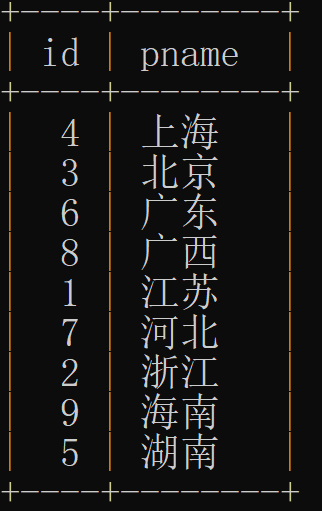 +----+--------+
| id | pname  |
+----+--------+
|  4 | 上海   |
|  3 | 北京   |
|  6 | 广东   |
|  8 | 广西   |
|  1 | 江苏   |
|  7 | 河北   |
|  2 | 浙江   |
|  9 | 海南   |
|  5 | 湖南   |
+----+--------+